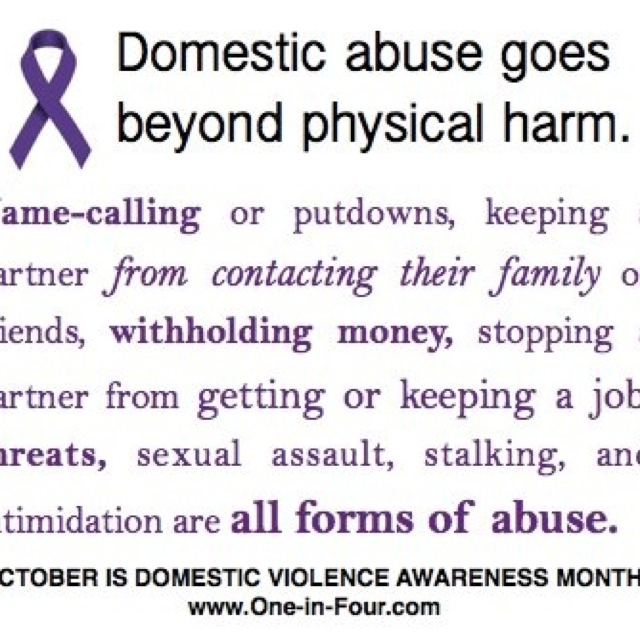 Domestic abuse goes
beyond physical harm.
ame-calling or putdowns, keeping a
artner from contacting their family o
iends, withholding money, stopping a
artner from getting or keeping a job
hreats, sexual assault, stalking, and
timidation are all forms of abuse.
CTOBER IS DOMESTIC VIOLENCE AWARENESS MONTH
www.One-in-Four.com